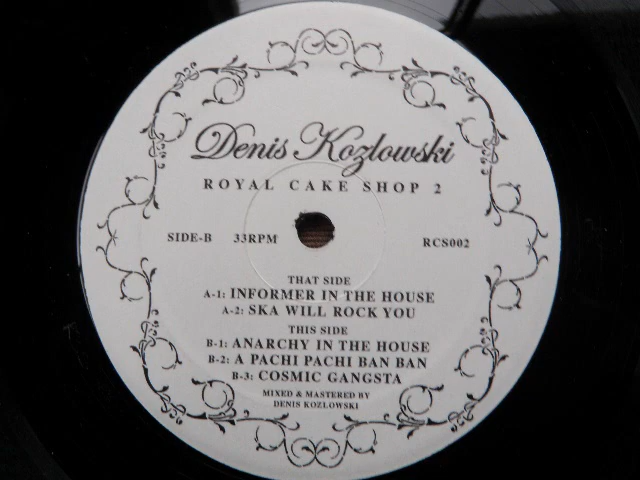 Denis Kozlowski
ROYAL CAKE SHOP 2
SIDE-B 33RPM RCS002
THAT SIDE
A-1: INFORMER IN THE HOUSE
A-2: SKA WILL ROCK YOU
THIS SIDE
B-1: ANARCHY IN THE HOUSE
B-2: A PACHI PACHI BAN BAN
B-3: COSMIC GANGSTA
MIXED & MASTERED BY
DENIS KOZLOWSKI